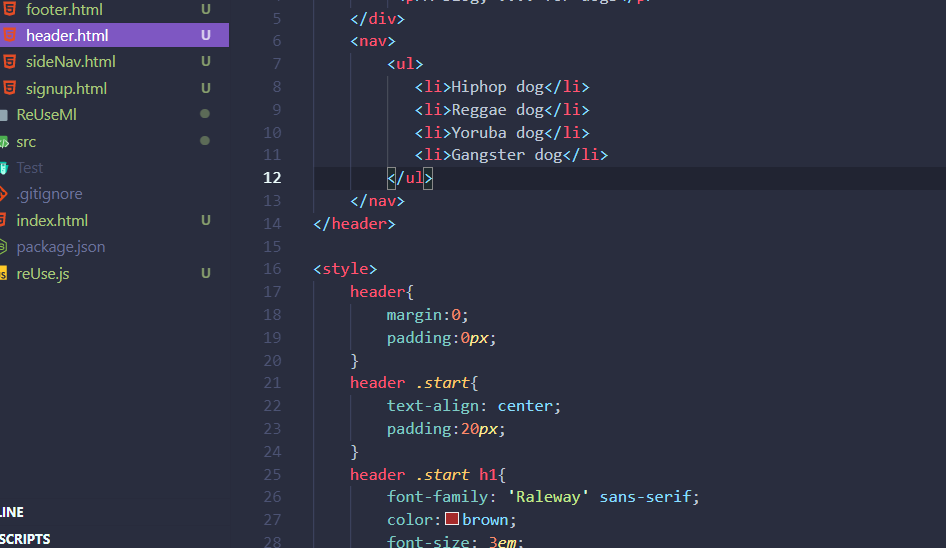 footer.html U
header.html U
sideNav.html U
signup.html U
ReUseMl
src
Test
.gitignore
index.html U
package.json
reUse.js U
LINE
SCRIPTS
5 </div>
6 <nav>
7 <ul>
8 <li>Hiphop dog</li>
9 <li>Reggae dog</li>
10 <li>Yoruba dog</li>
11 <li>Gangster dog</li>
12 </ul>
13 </nav>
14 </header>
15
16 <style>
17 header{
18 margin:0;
19 padding:0px;
20 }
21 header .start{
22 text-align: center;
23 padding:20px;
24 }
25 header .start h1{
26 font-family: 'Raleway' sans-serif;
27 color:brown;
28 font-size: 3em;